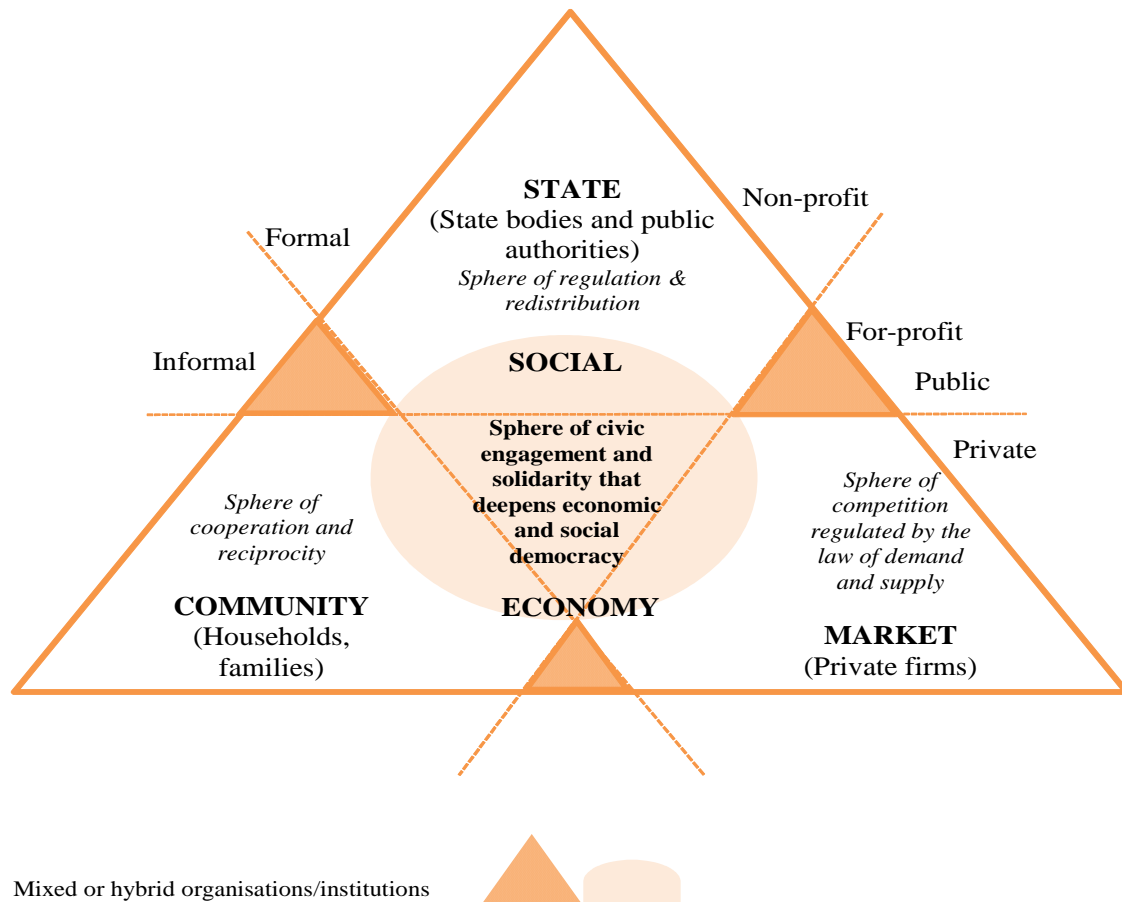 STATE
(State bodies and public
authorities)
Sphere of regulation &
redistribution
Non-profit
Formal
Informal
For-profit
Public
Private
SOCIAL
Sphere of civic
engagement and
solidarity that
deepens economic
and social
democracy
ECONOMY
Sphere of
cooperation and
reciprocity
COMMUNITY
(Households,
families)
Sphere of
competition
regulated by the
law of demand
and supply
MARKET
(Private firms)
Mixed or hybrid organisations/institutions